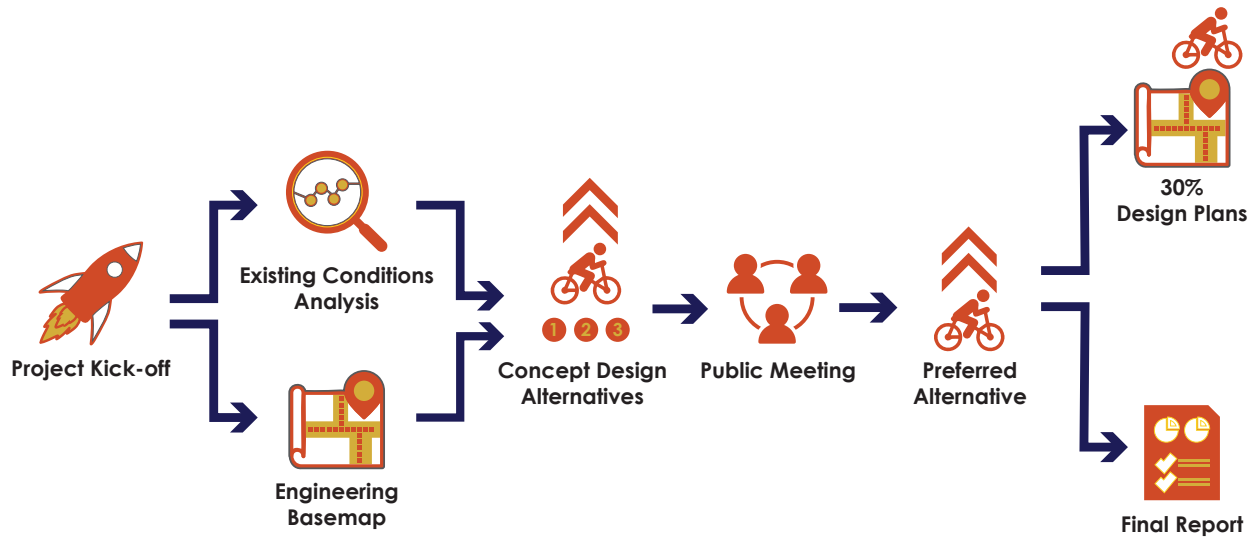 Project Kick-off
Existing Conditions
Analysis
Engineering
Basemap
1 2 3
Concept Design
Alternatives
Public Meeting
Preferred
Alternative
30%
Design Plans
Final Report